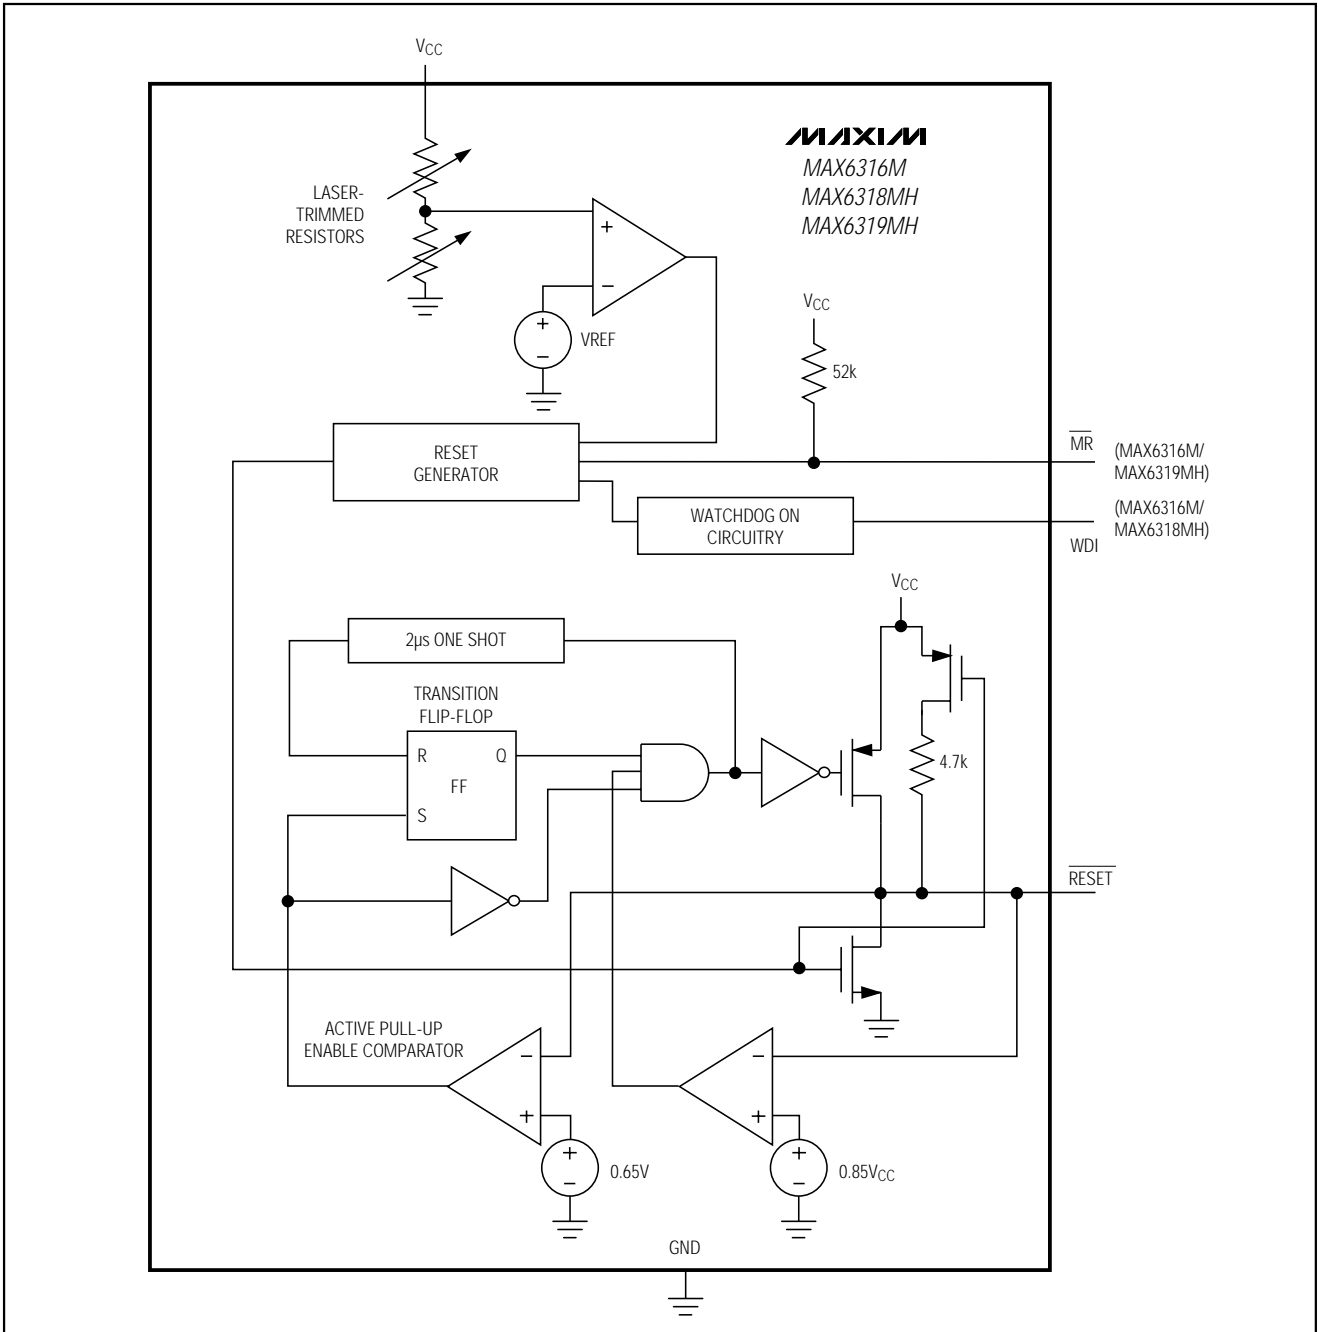 VCC
MAXIM
MAX6316M
MAX6318MH
MAX6319MH
LASER-
TRIMMED
RESISTORS
+
−
+
−
VREF
VCC
52k
RESET
GENERATOR
M̅R̅
(MAX6316M/
MAX6319MH)
WATCHDOG ON
CIRCUITRY
(MAX6316M/
MAX6318MH)
WDI
VCC
2µs ONE SHOT
TRANSITION
FLIP-FLOP
R
Q
FF
S
4.7k
R̅E̅S̅E̅T̅
ACTIVE PULL-UP
ENABLE COMPARATOR
−
+
−
+
+
−
0.65V
+
−
0.85VCC
GND